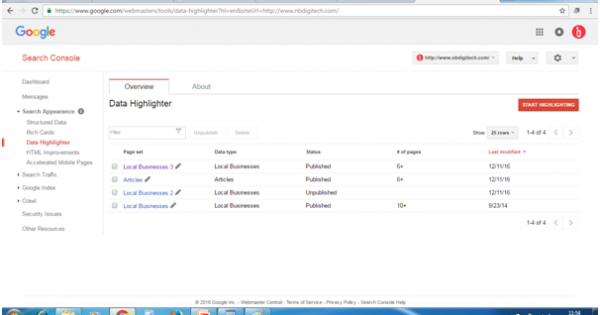 https://www.google.com/webmasters/tools/data-highlighter?hl=en&siteUrl=http://www.nbdigitech.com/
Google
Search Console
http://www.nbdigitech.com/
Help
Dashboard
Messages
Search Appearance
Structured Data
Rich Cards
Data Highlighter
HTML Improvements
Accelerated Mobile Pages
Search Traffic
Google Index
Crawl
Security Issues
Other Resources
Overview About
Data Highlighter
START HIGHLIGHTING
Filter Unpublish Delete Show 25 rows 1-4 of 4
Page set Data type Status # of pages Last modified
Local Businesses 3 Local Businesses Published 6+ 12/11/16
Articles Articles Published 6+ 12/11/16
Local Businesses 2 Local Businesses Unpublished 12/11/16
Local Businesses Local Businesses Published 10+ 9/23/14
1-4 of 4
© 2016 Google Inc. - Webmaster Central - Terms of Service - Privacy Policy - Search Console Help